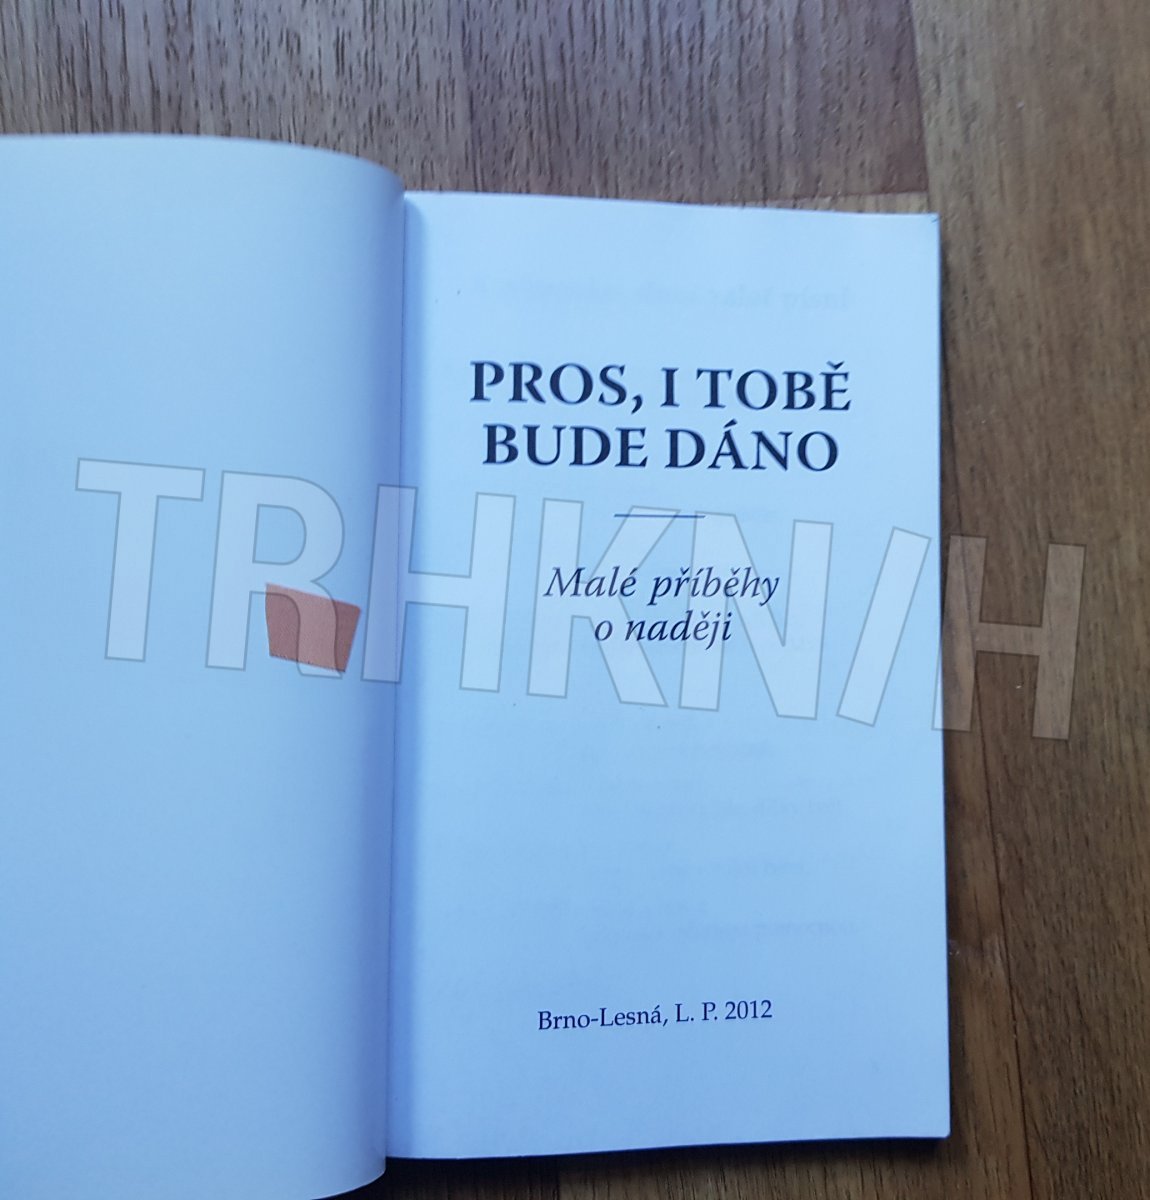 PROS, I TOBĚ
BUDE DÁNO
Malé příběhy
o naději
Brno-Lesná, L. P. 2012
TRHKNIH